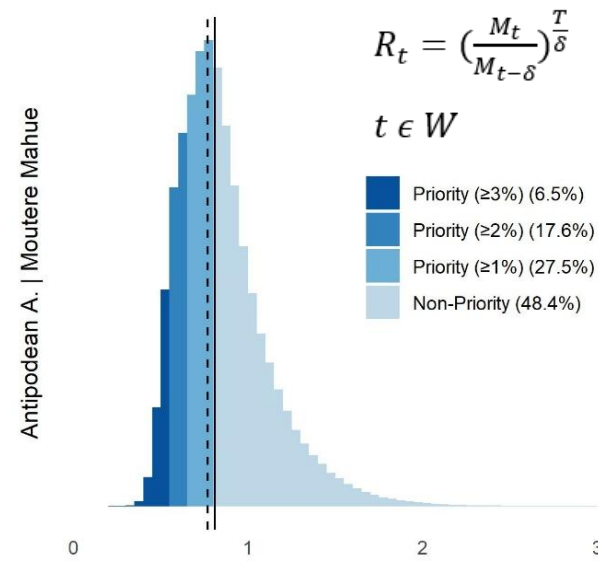 R_t = (M_t / M_{t−δ})^{T/δ}
t ϵ W
Antipodean A. | Moutere Mahue
Priority (≥3%) (6.5%)
Priority (≥2%) (17.6%)
Priority (≥1%) (27.5%)
Non-Priority (48.4%)
0 1 2 3